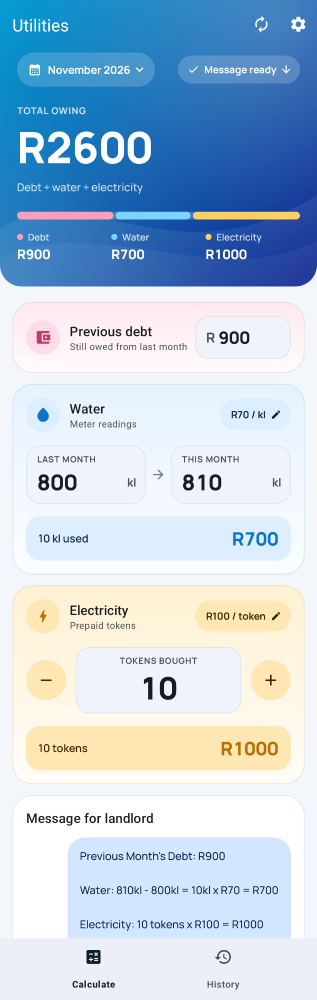 Utilities
November 2026
Message ready
TOTAL OWING
R2600
Debt + water + electricity
Debt
Water
Electricity
R900
R700
R1000
Previous debt
Still owed from last month
R 900
Water
Meter readings
R70 / kl
LAST MONTH
THIS MONTH
800 kl
810 kl
10 kl used
R700
Electricity
Prepaid tokens
R100 / token
TOKENS BOUGHT
10
10 tokens
R1000
Message for landlord
Previous Month's Debt: R900
Water: 810kl - 800kl = 10kl x R70 = R700
Electricity: 10 tokens x R100 = R1000
Calculate
History